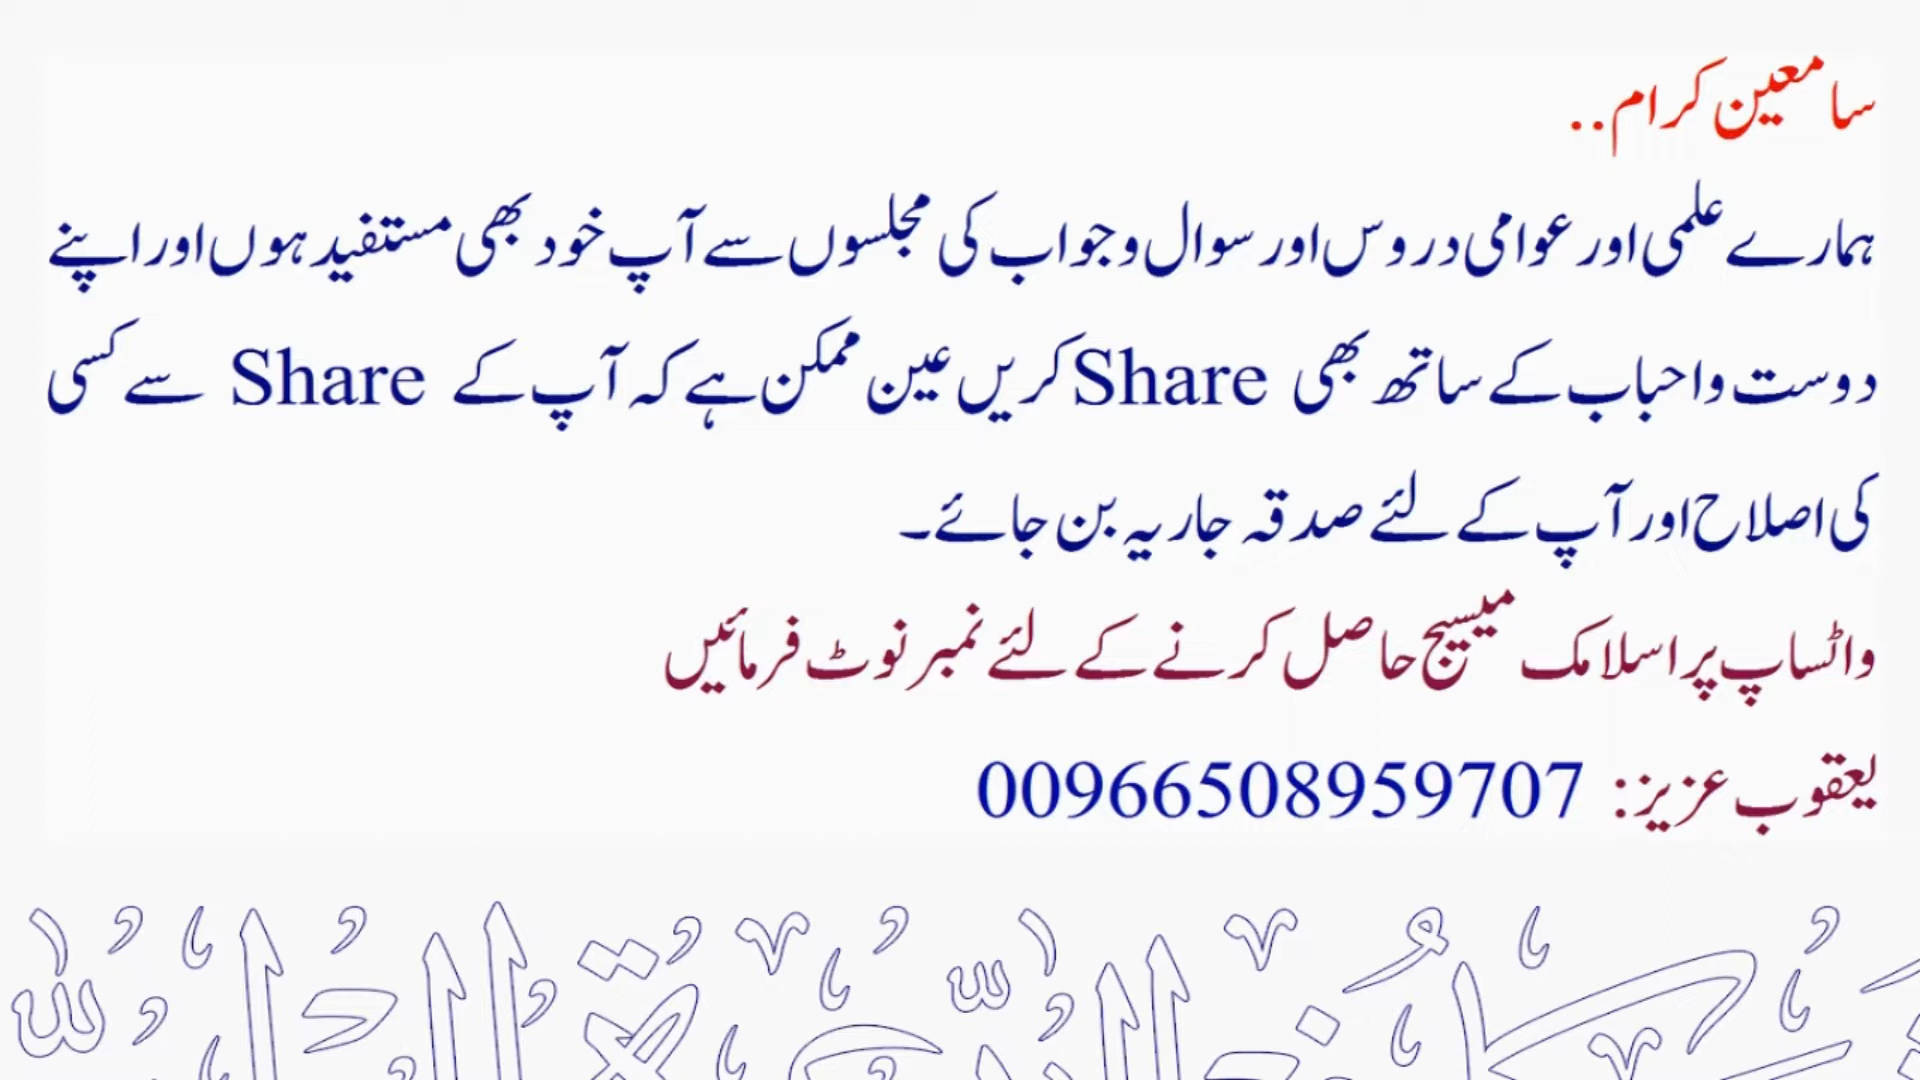 سامعین کرام..
ہمارے علمی اور عوامی دروس اور سوال وجواب کی مجلسوں سے آپ خود بھی مستفید ہوں اور اپنے
دوست واحباب کے ساتھ بھی Share کریں عین ممکن ہے کہ آپ کے Share سے کسی
کی اصلاح اور آپ کے لئے صدقہ جاریہ بن جائے۔
واٹساپ پر اسلامک میسیج حاصل کرنے کے لئے نمبر نوٹ فرمائیں
یعقوب عزیز: 00966508959707